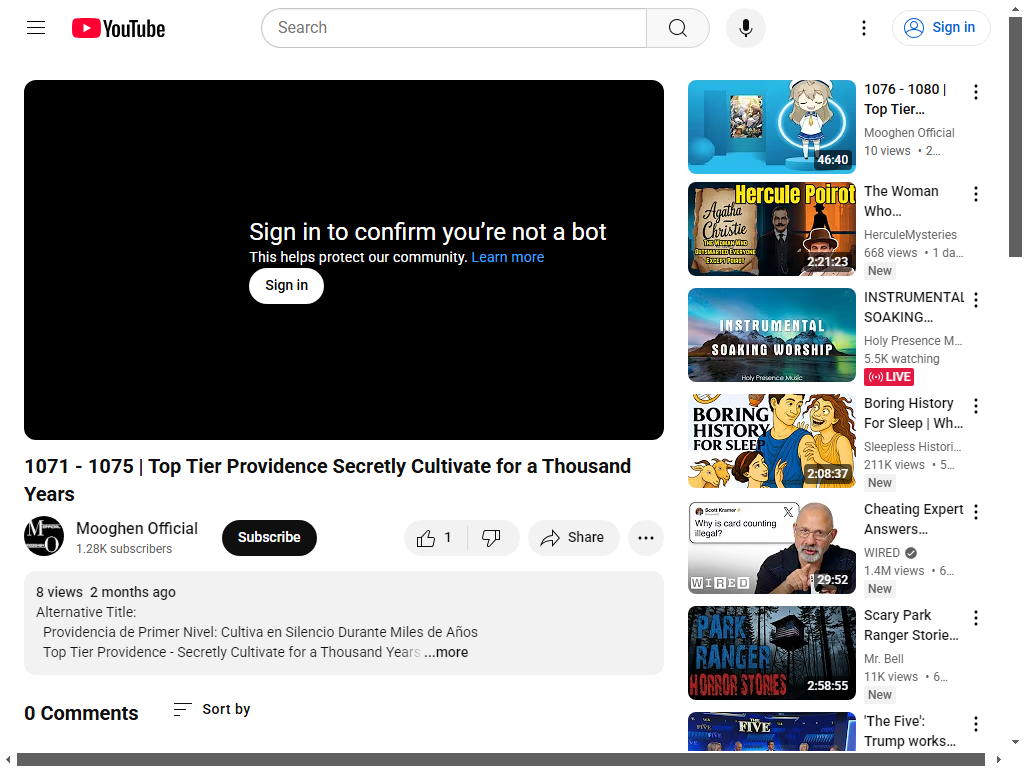 YouTube
Search
Sign in
Sign in to confirm you’re not a bot
This helps protect our community. Learn more
Sign in
1071 - 1075 | Top Tier Providence Secretly Cultivate for a Thousand
Years
Mooghen Official
1.28K subscribers
Subscribe
1
Share
8 views 2 months ago
Alternative Title:
Providencia de Primer Nivel: Cultiva en Silencio Durante Miles de Años
Top Tier Providence - Secretly Cultivate for a Thousand Years ...more
0 Comments
Sort by
46:40
1076 - 1080 |
Top Tier...
Mooghen Official
10 views • 2...
Hercule Poirot
Agatha
Christie
THE WOMAN WHO
OUTSMARTED EVERYONE
EXCEPT POIROT
2:21:23
The Woman
Who...
HerculeMysteries
668 views • 1 da...
New
INSTRUMENTAL
SOAKING WORSHIP
Holy Presence Music
INSTRUMENTAL
SOAKING...
Holy Presence M...
5.5K watching
LIVE
BORING
HISTORY
FOR SLEEP
2:08:37
Boring History
For Sleep | Wh...
Sleepless Histori...
211K views • 5...
New
Scott Kramer
Why is card counting
illegal?
WIRED
29:52
Cheating Expert
Answers...
WIRED
1.4M views • 6...
New
PARK
RANGER
HORROR STORIES
2:58:55
Scary Park
Ranger Storie...
Mr. Bell
11K views • 6...
New
THE
FIVE
'The Five':
Trump works...